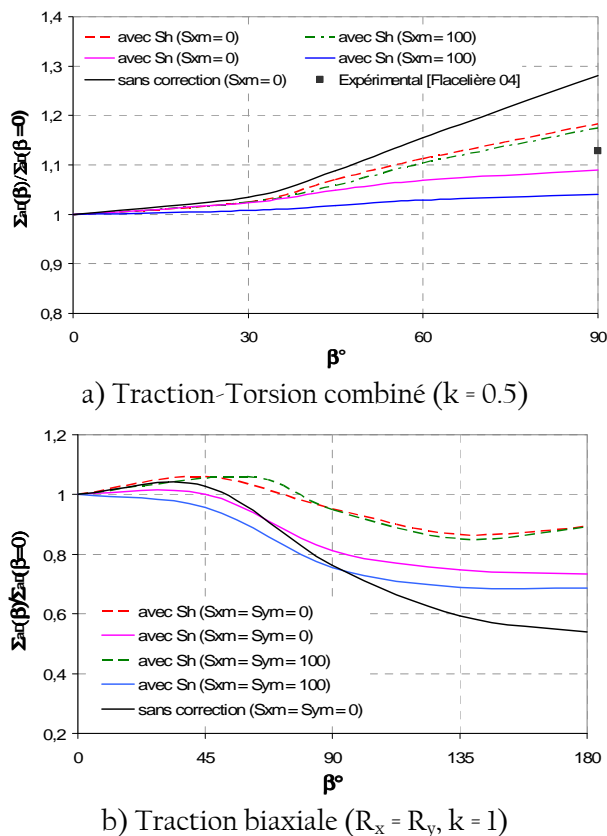 1,4
avec Sh (Sxm = 0) avec Sh (Sxm = 100)
avec Sn (Sxm = 0) avec Sn (Sxm = 100)
sans correction (Sxm = 0) Expérimental [Flacelière 04]
1,3
1,2
1,1
1
0,9
0,8
Σaᴰ(β)/Σaᴰ(β=0)
0 30 60 90
β°
a) Traction-Torsion combiné (k = 0.5)
1,2
1
0,8
0,6
0,4
0,2
Σaᴰ(β)/Σaᴰ(β=0)
avec Sh (Sxm = Sym = 0)
avec Sn (Sxm = Sym = 0)
avec Sh (Sxm = Sym = 100)
avec Sn (Sxm = Sym = 100)
sans correction (Sxm = Sym = 0)
0 45 90 135 180
β°
b) Traction biaxiale (Rx = Ry, k = 1)